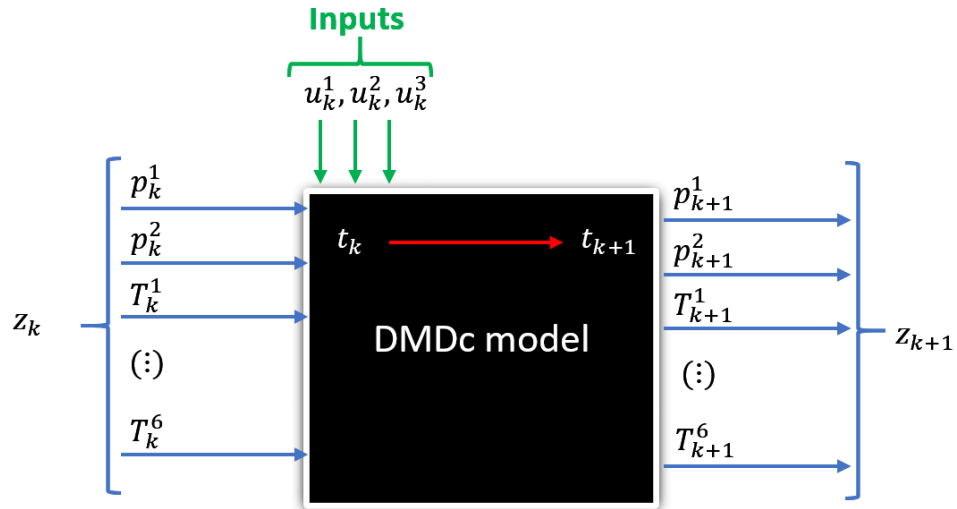 Inputs
u_k^1, u_k^2, u_k^3
p_k^1
p_k^2
T_k^1
(⋮)
T_k^6
z_k
t_k
t_{k+1}
DMDc model
p_{k+1}^1
p_{k+1}^2
T_{k+1}^1
(⋮)
T_{k+1}^6
z_{k+1}